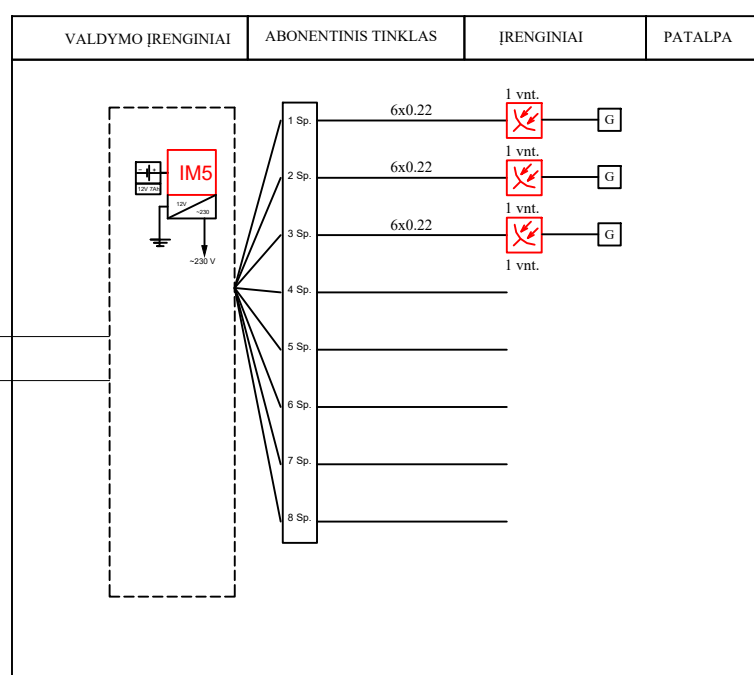 VALDYMO ĮRENGINIAI
ABONENTINIS TINKLAS
ĮRENGINIAI
PATALPA
1 vnt.
1 Sp.
6x0.22
G
1 vnt.
2 Sp.
6x0.22
G
1 vnt.
3 Sp.
6x0.22
G
1 vnt.
IM5
- +
12V 7Ah
12V
~230
~230 V
4 Sp.
5 Sp.
6 Sp.
7 Sp.
8 Sp.